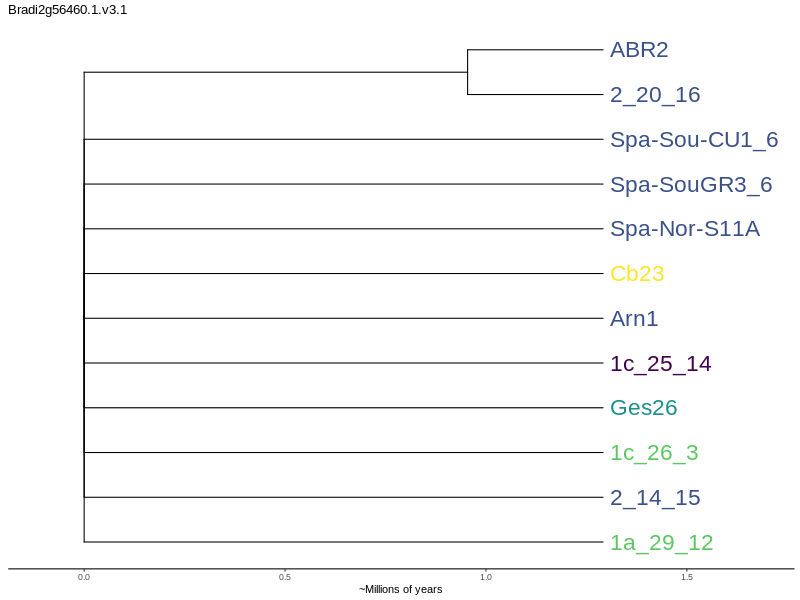 Bradi2g56460.1.v3.1
ABR2
2_20_16
Spa-Sou-CU1_6
Spa-SouGR3_6
Spa-Nor-S11A
Cb23
Arn1
1c_25_14
Ges26
1c_26_3
2_14_15
1a_29_12
0.0 0.5 1.0 1.5
~Millions of years